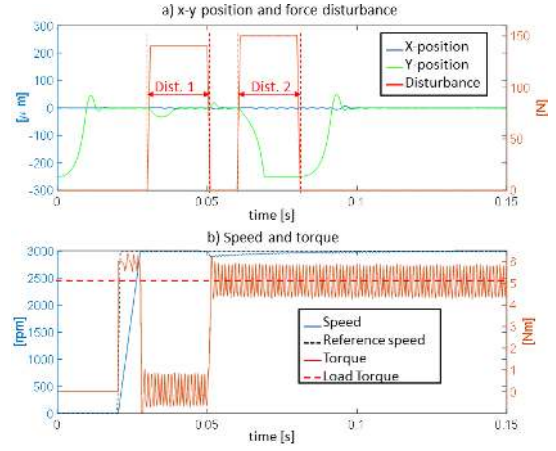 a) x-y position and force disturbance
300
200
100
0
-100
-200
-300
[μ m]
150
100
50
0
[N]
X-position
Y-position
Disturbance
Dist. 1
Dist. 2
0
0.05
0.1
0.15
time [s]
b) Speed and torque
3000
2500
2000
1500
1000
500
0
[rpm]
6
5
4
3
2
1
0
[Nm]
Speed
Reference speed
Torque
Load Torque
0
0.05
0.1
0.15
time [s]